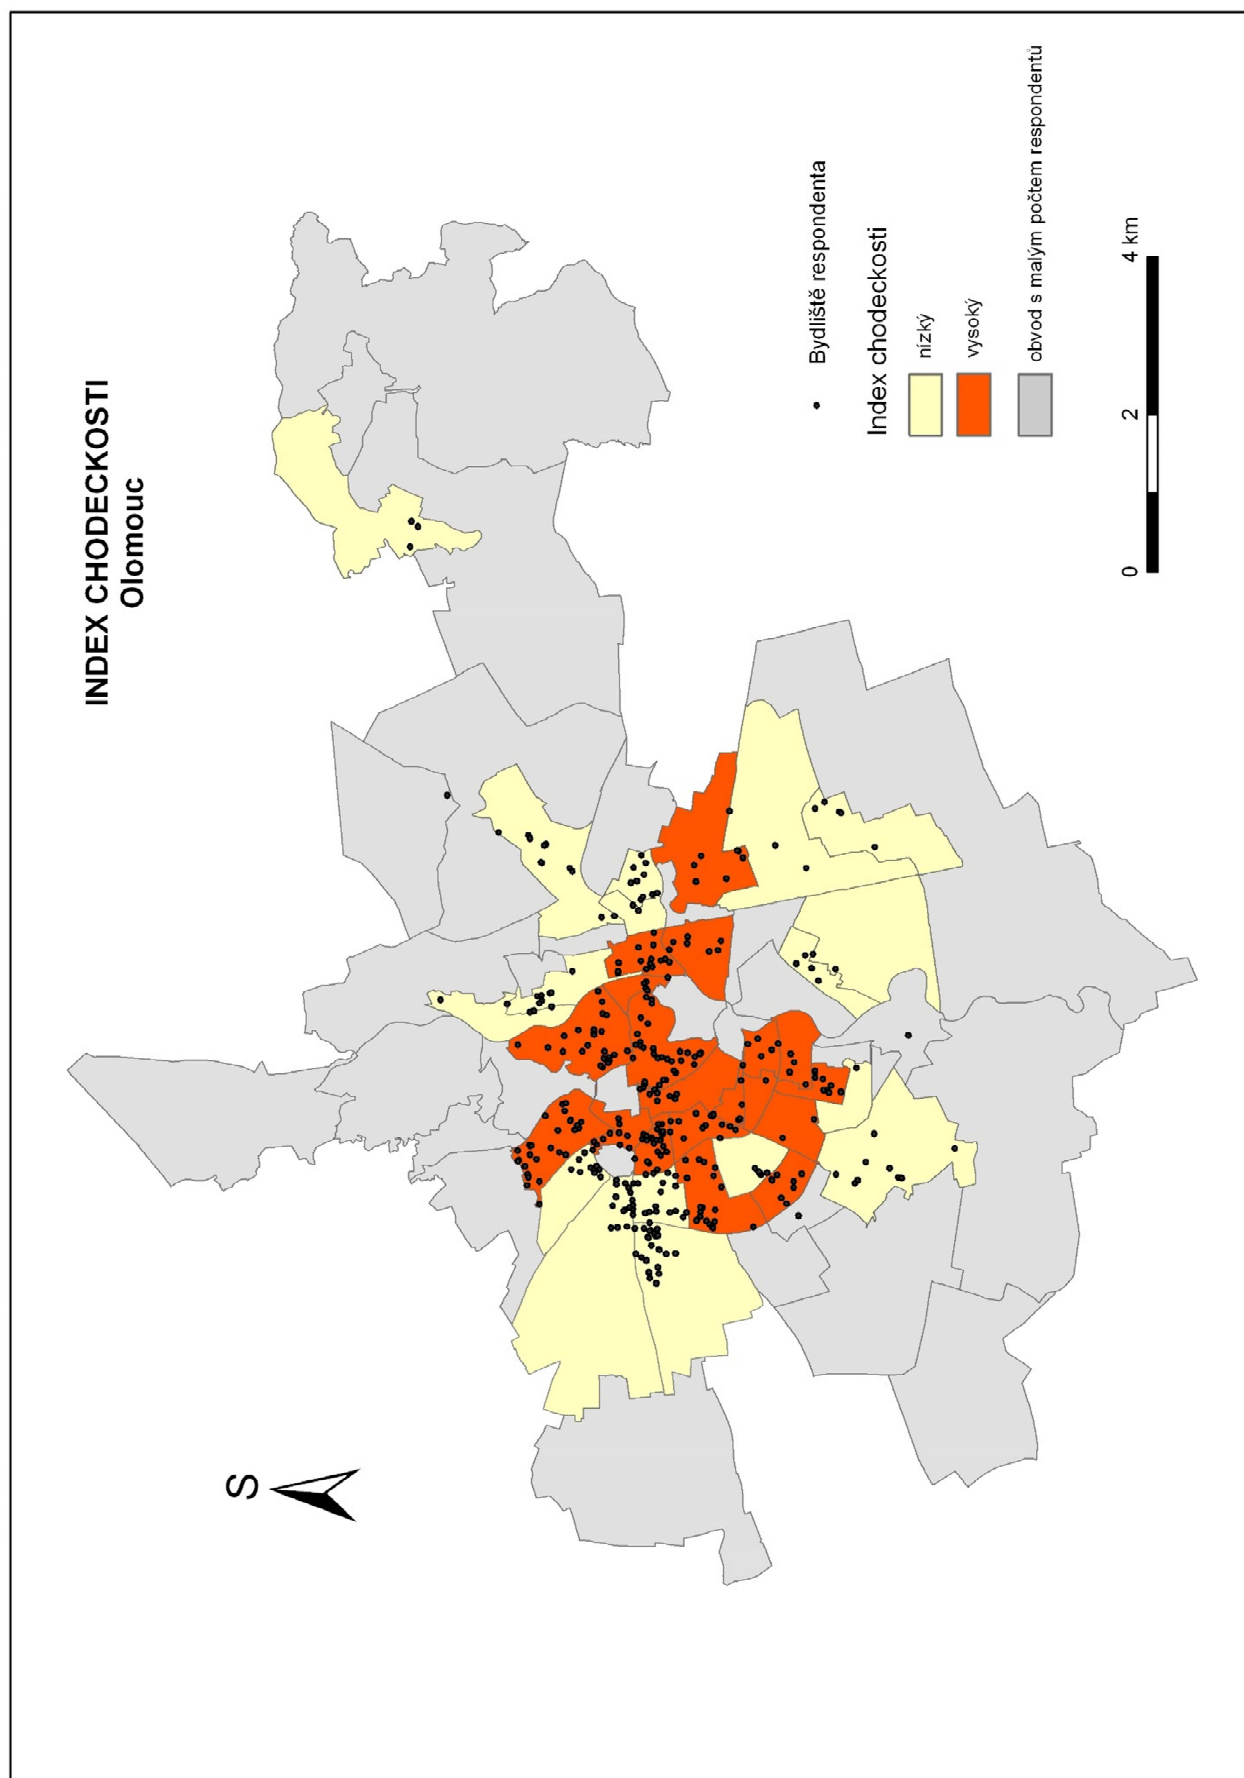 INDEX CHODECKOSTI
Olomouc
S
Bydliště respondenta
Index chodeckosti
nízký
vysoký
obvod s malým počtem respondentů
0 2 4 km